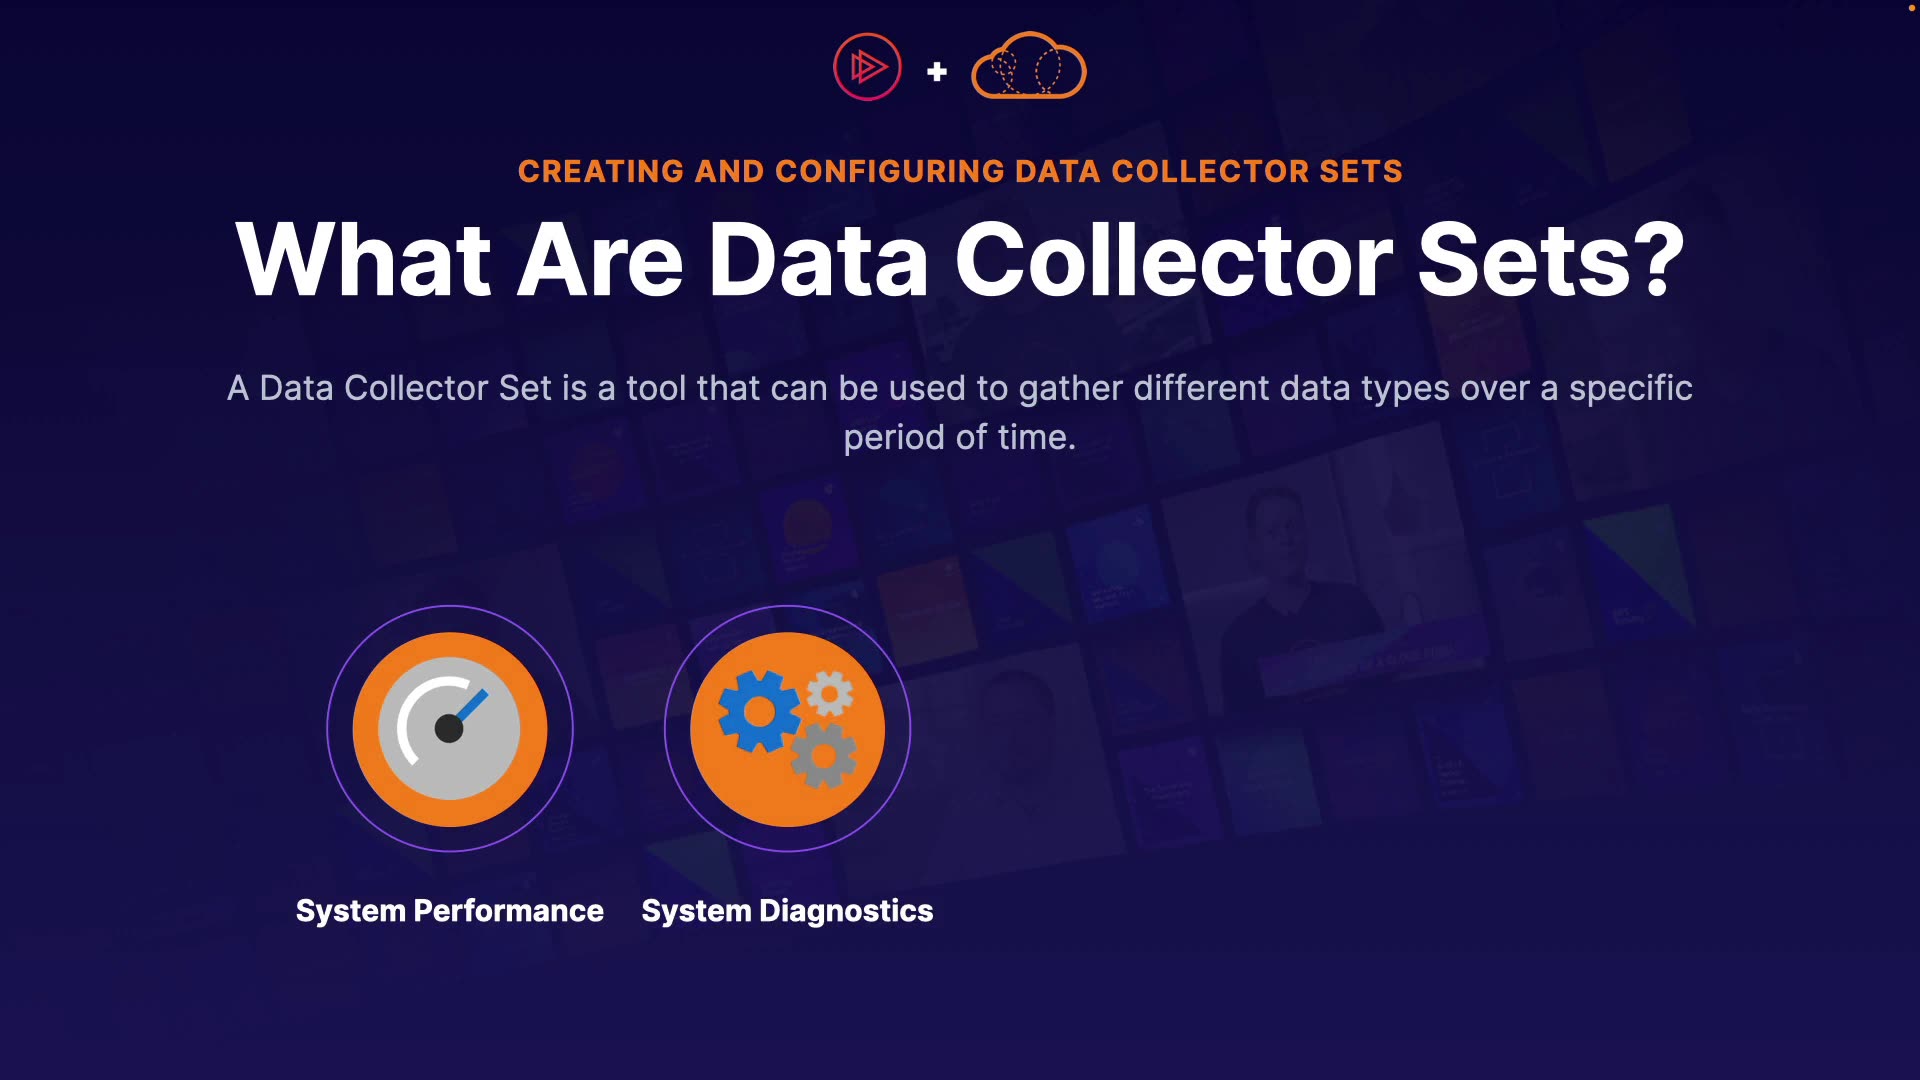 CREATING AND CONFIGURING DATA COLLECTOR SETS
What Are Data Collector Sets?
A Data Collector Set is a tool that can be used to gather different data types over a specific
period of time.
System Performance
System Diagnostics